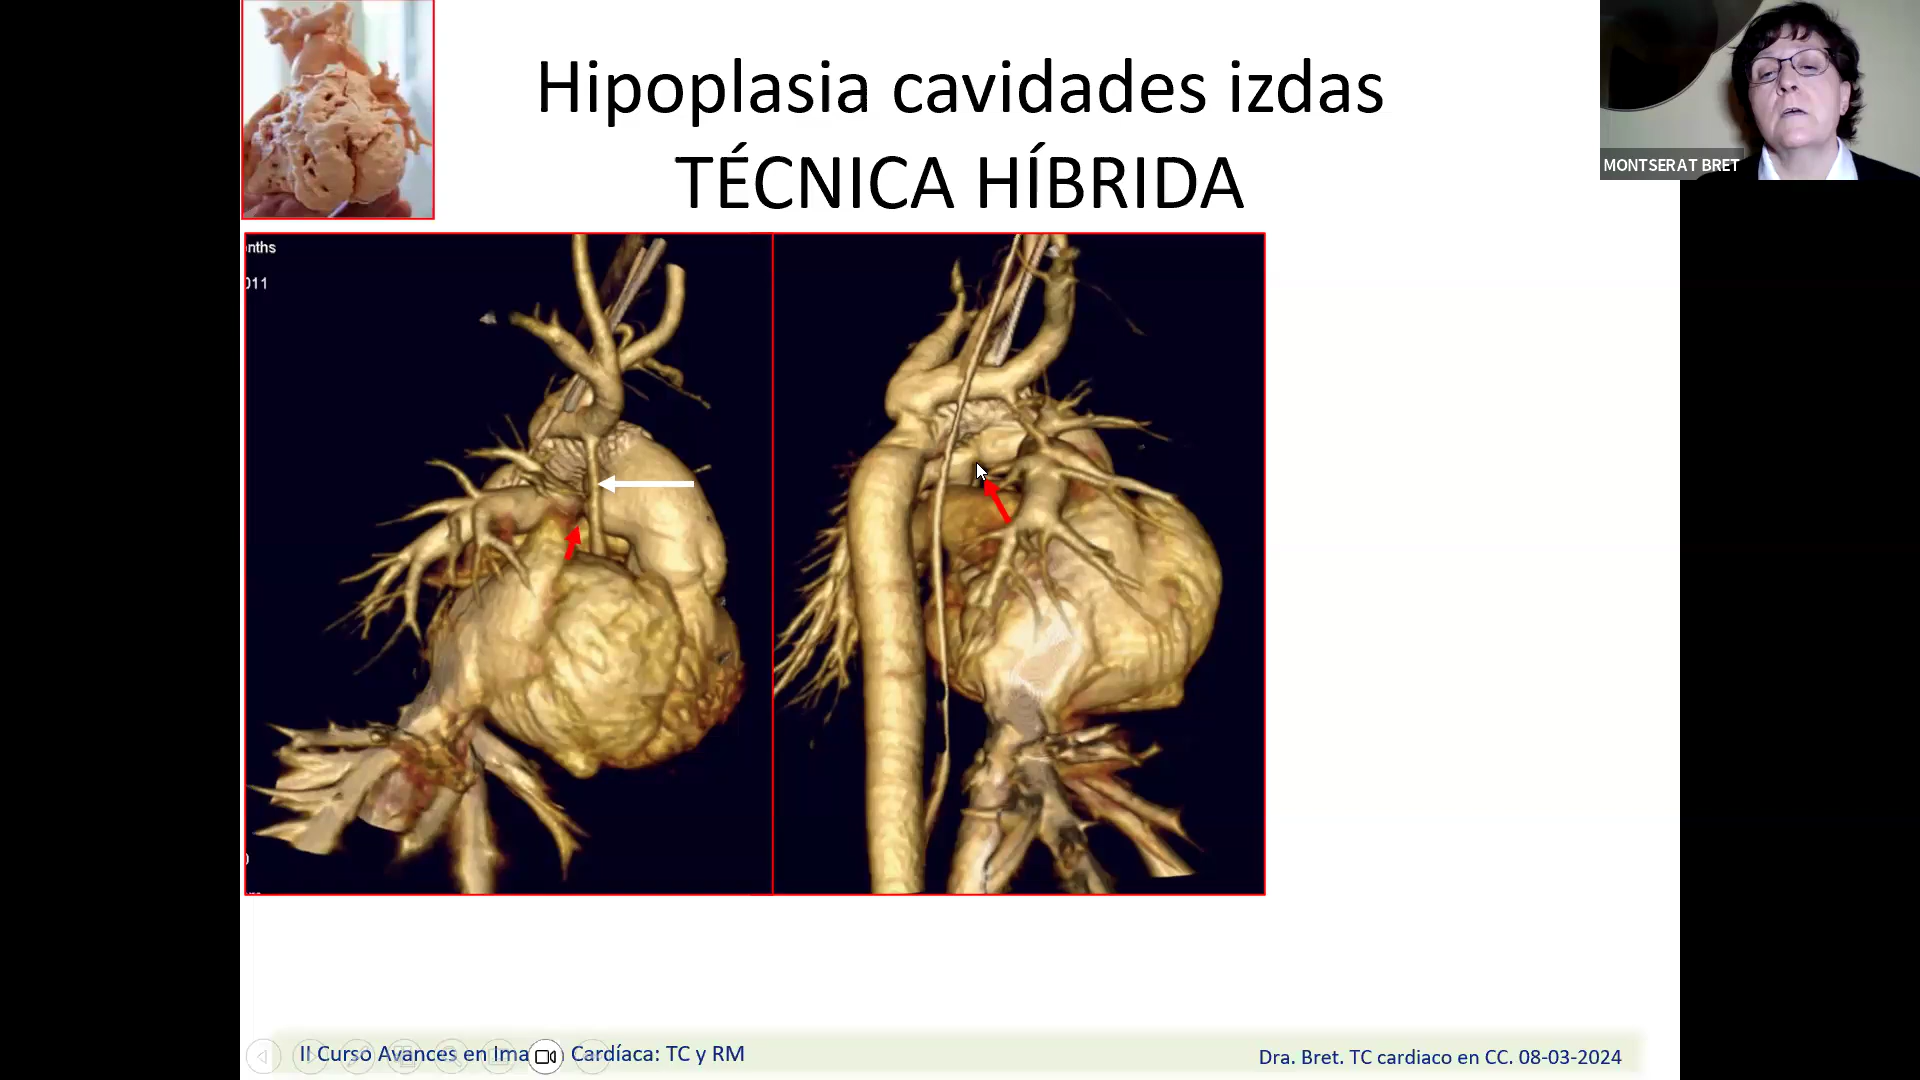 Hipoplasia cavidades izdas
TÉCNICA HÍBRIDA
MONTSERAT BRET
nths
011
II Curso Avances en Ima Cardíaca: TC y RM
Dra. Bret. TC cardiaco en CC. 08-03-2024